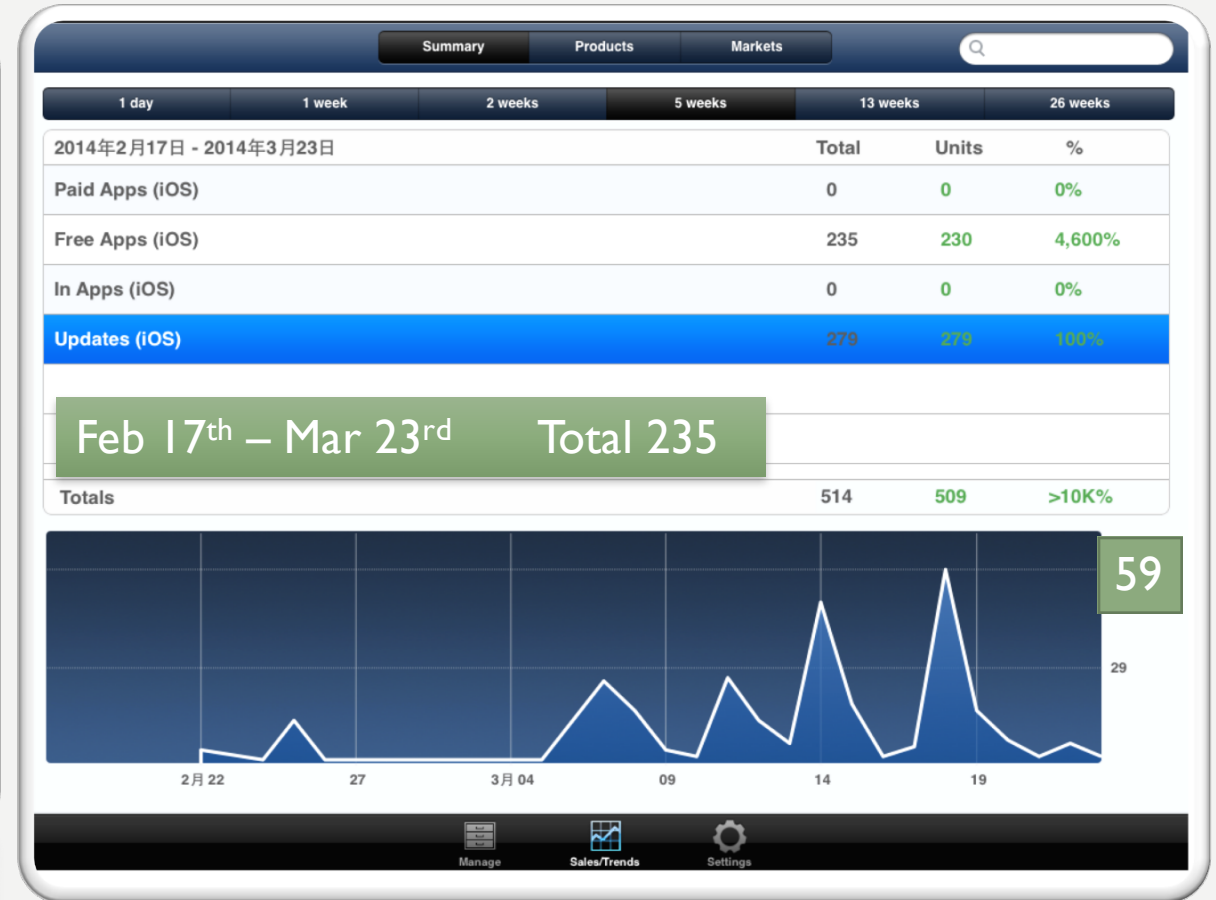 Summary Products Markets
1 day 1 week 2 weeks 5 weeks 13 weeks 26 weeks
2014年2月17日 - 2014年3月23日 Total Units %
Paid Apps (iOS) 0 0 0%
Free Apps (iOS) 235 230 4,600%
In Apps (iOS) 0 0 0%
Updates (iOS) 279 279 100%
Feb 17th – Mar 23rd Total 235
Totals 514 509 >10K%
59
29
2月 22 27 3月 04 09 14 19
Manage Sales/Trends Settings